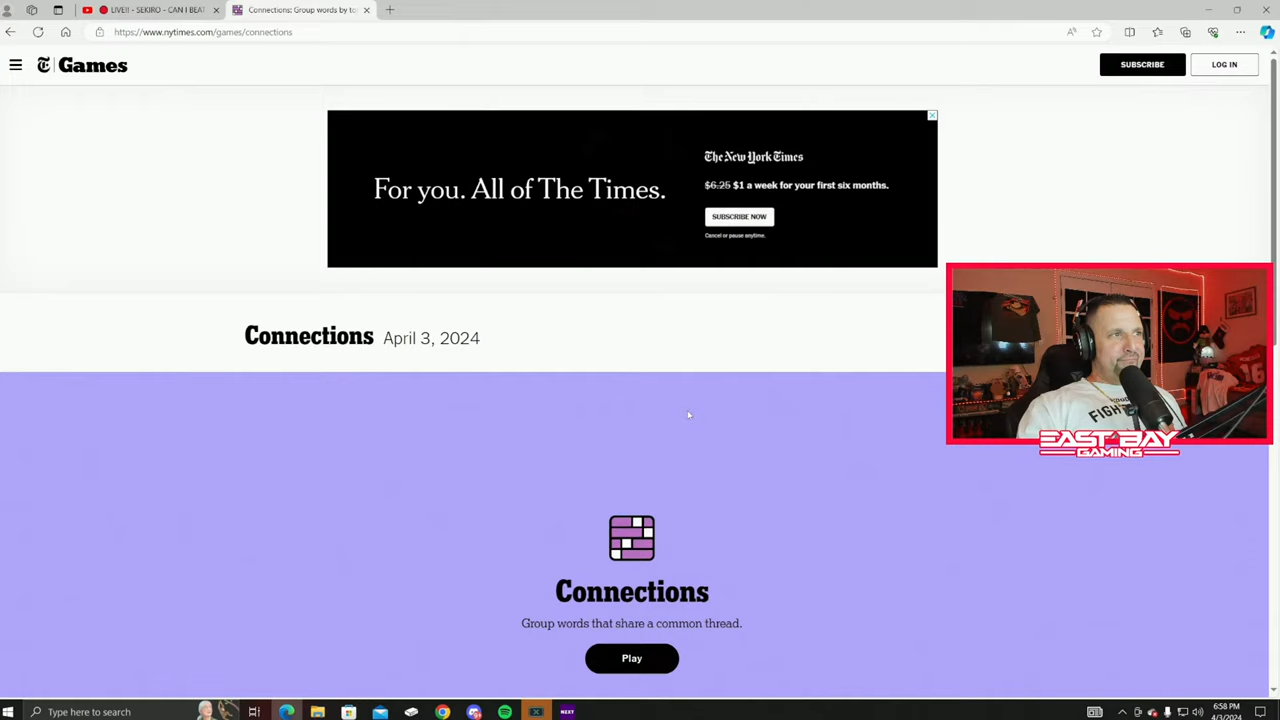 LIVE!! - SEKIRO - CAN I BEAT
Connections: Group words by to
https://www.nytimes.com/games/connections
T Games
SUBSCRIBE
LOG IN
For you. All of The Times.
The New York Times
$6.25 $1 a week for your first six months.
SUBSCRIBE NOW
Cancel or pause anytime.
Connections April 3, 2024
FIGHT
EAST BAY
GAMING
Connections
Group words that share a common thread.
Play
Type here to search
NEXT
6:58 PM
4/3/2024